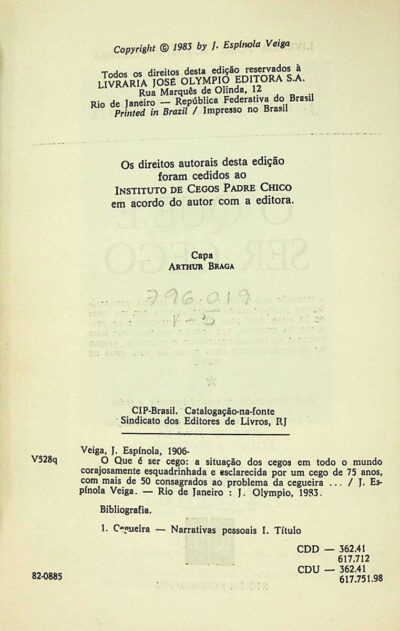 Copyright © 1983 by J. Espínola Veiga
Todos os direitos desta edição reservados à
LIVRARIA JOSÉ OLYMPIO EDITORA S.A.
Rua Marquês de Olinda, 12
Rio de Janeiro — República Federativa do Brasil
Printed in Brazil / Impresso no Brasil
Os direitos autorais desta edição
foram cedidos ao
INSTITUTO DE CEGOS PADRE CHICO
em acordo do autor com a editora.
Capa
ARTHUR BRAGA
796.019
V-5
CIP-Brasil. Catalogação-na-fonte
Sindicato dos Editores de Livros, RJ
Veiga, J. Espínola, 1906-
V528q O Que é ser cego: a situação dos cegos em todo o mundo
corajosamente esquadrinhada e esclarecida por um cego de 75 anos,
com mais de 50 consagrados ao problema da cegueira ... / J. Es-
pínola Veiga. — Rio de Janeiro : J. Olympio, 1983.
Bibliografia.
1. Cegueira — Narrativas pessoais I. Título
CDD — 362.41
617.712
82-0885 CDU — 362.41
617.751.98